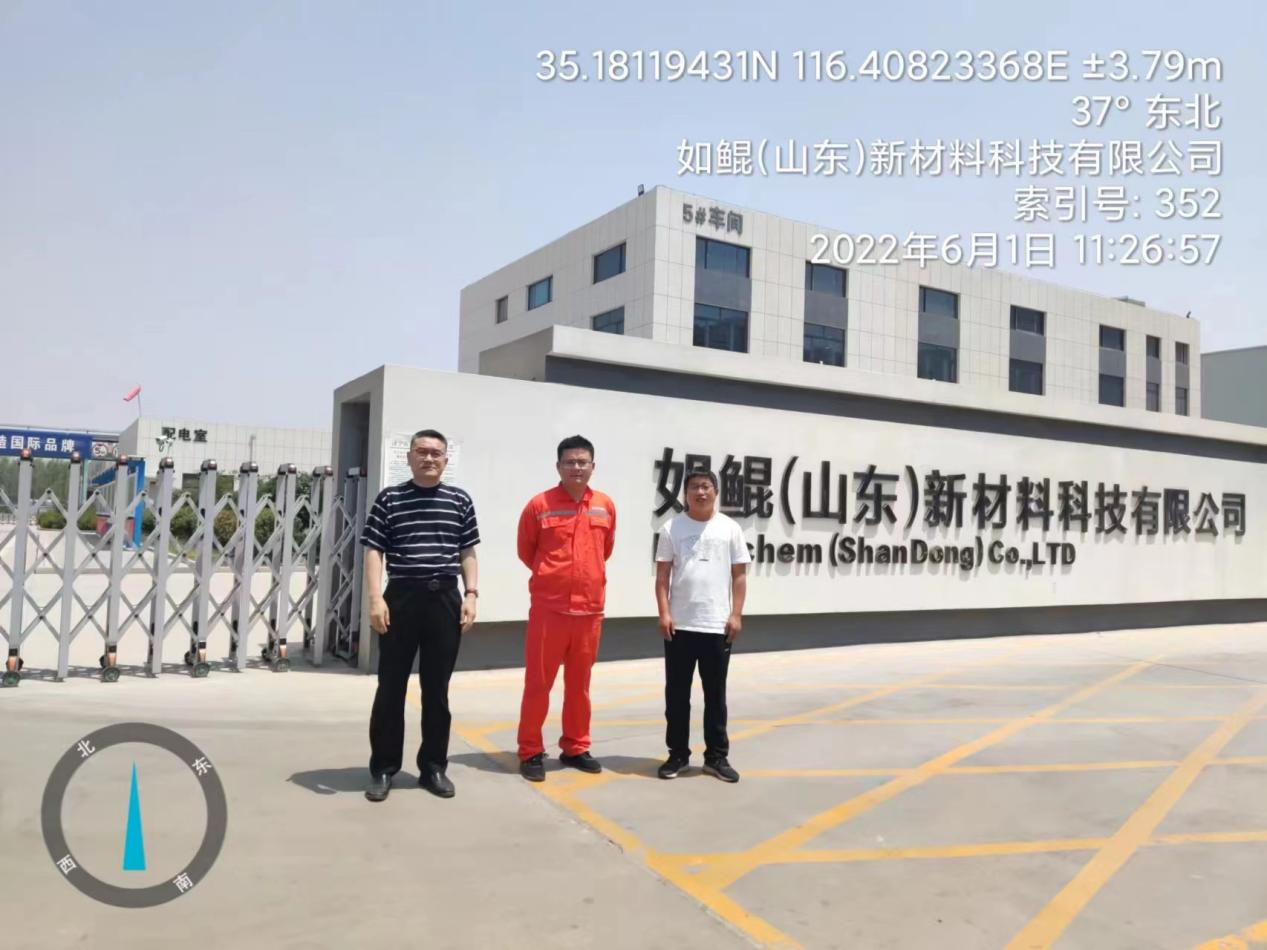 35.18119431N 116.40823368E ±3.79m
37° 东北
如鲲(山东)新材料科技有限公司
索引号: 352
2022年6月1日 11:26:57
5#车间
配电室
造国际品牌
如鲲(山东)新材料科技有限公司
chem (ShanDong) Co.,LTD
北
东
西
南